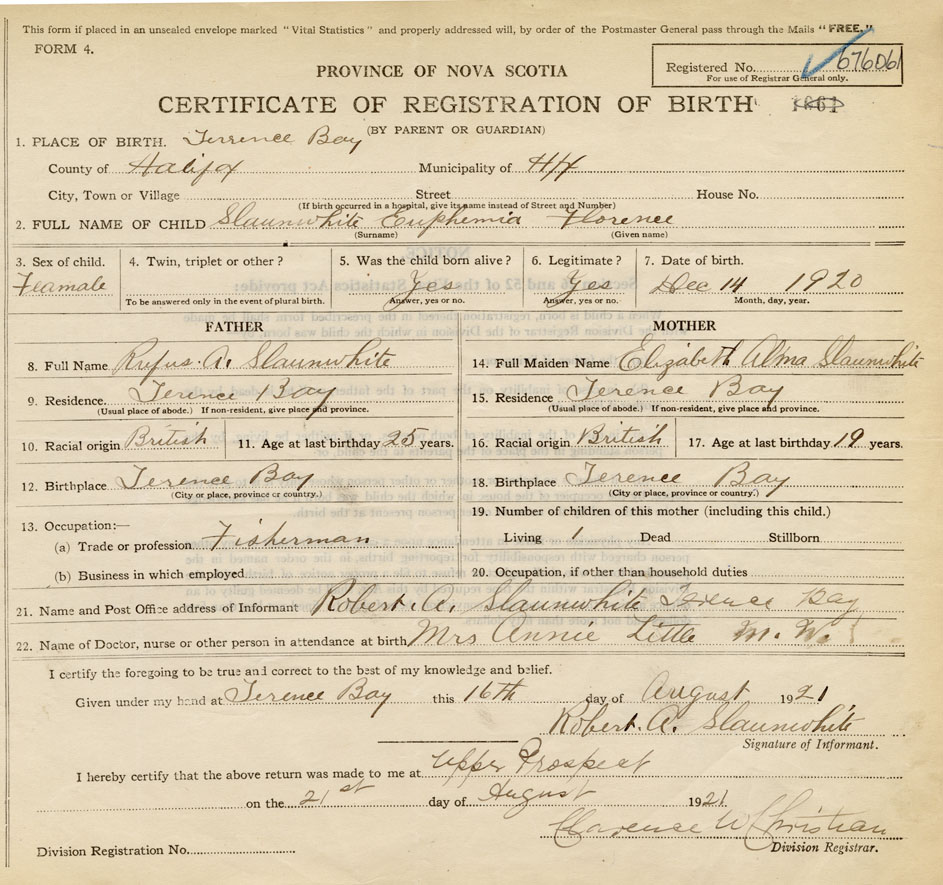 This form if placed in an unsealed envelope marked "Vital Statistics" and properly addressed will, by order of the Postmaster General pass through the Mails "FREE."
FORM 4.
Registered No. 676061
For use of Registrar General only.
PROVINCE OF NOVA SCOTIA
CERTIFICATE OF REGISTRATION OF BIRTH 1861
(BY PARENT OR GUARDIAN)
1. PLACE OF BIRTH. Terrence Bay
County of Halifax Municipality of Hfx
City, Town or Village Street House No.
(If birth occurred in a hospital, give its name instead of Street and Number)
2. FULL NAME OF CHILD Slaunwhite Euphemia Florence
(Surname) (Given name)
3. Sex of child. 4. Twin, triplet or other? 5. Was the child born alive? 6. Legitimate? 7. Date of birth.
Feamale Yes Yes Dec 14 1920
To be answered only in the event of plural birth. Answer, yes or no. Answer, yes or no. Month, day, year.
FATHER MOTHER
8. Full Name Rufus. A. Slaunwhite 14. Full Maiden Name Elizabeth Alma Slaunwhite
9. Residence. Terence Bay 15. Residence Terence Bay
(Usual place of abode.) If non-resident, give place and province. (Usual place of abode.) If non-resident, give place and province.
10. Racial origin British 11. Age at last birthday 25 years. 16. Racial origin British 17. Age at last birthday 19 years.
12. Birthplace Terence Bay 18. Birthplace Terence Bay
(City or place, province or country.) (City or place, province or country.)
13. Occupation:— 19. Number of children of this mother (including this child.)
(a) Trade or profession Fisherman Living 1 Dead Stillborn
(b) Business in which employed 20. Occupation, if other than household duties
21. Name and Post Office address of Informant Robert. A. Slaunwhite Terence Bay
22. Name of Doctor, nurse or other person in attendance at birth Mrs Annie Little M. W.
I certify the foregoing to be true and correct to the best of my knowledge and belief.
Given under my hand at Terence Bay this 16th day of August 1921
Robert. A. Slaunwhite
Signature of Informant.
I hereby certify that the above return was made to me at Upper Prospect
on the 21st day of August 1921
Clarence W Christian
Division Registration No. Division Registrar.